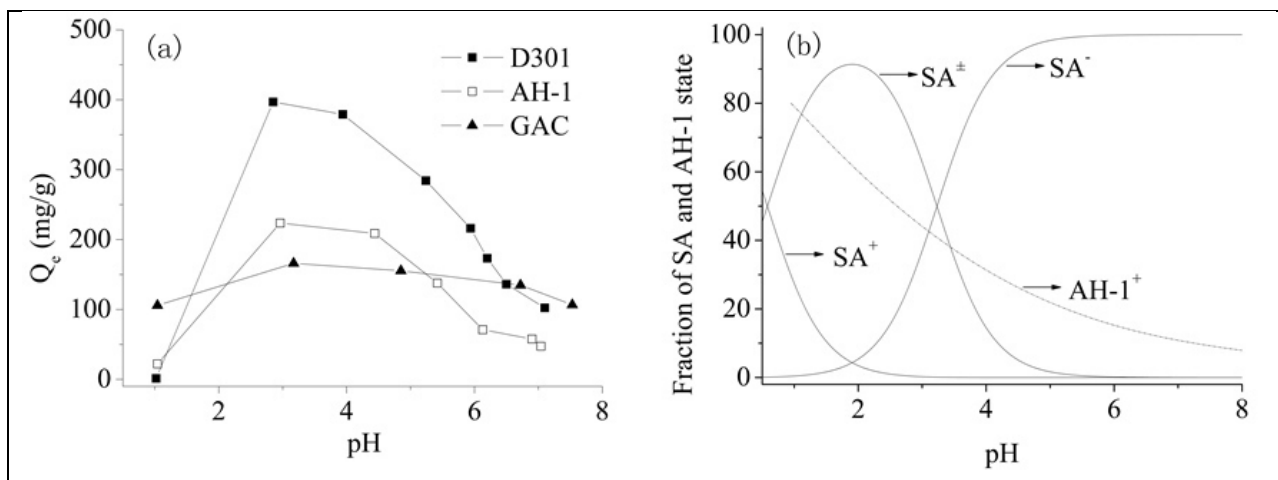 (a)
D301
AH-1
GAC
500
400
300
200
100
0
Qe (mg/g)
2
4
6
8
pH
(b)
SA±
SA-
SA+
AH-1+
100
80
60
40
20
0
Fraction of SA and AH-1 state
2
4
6
8
pH